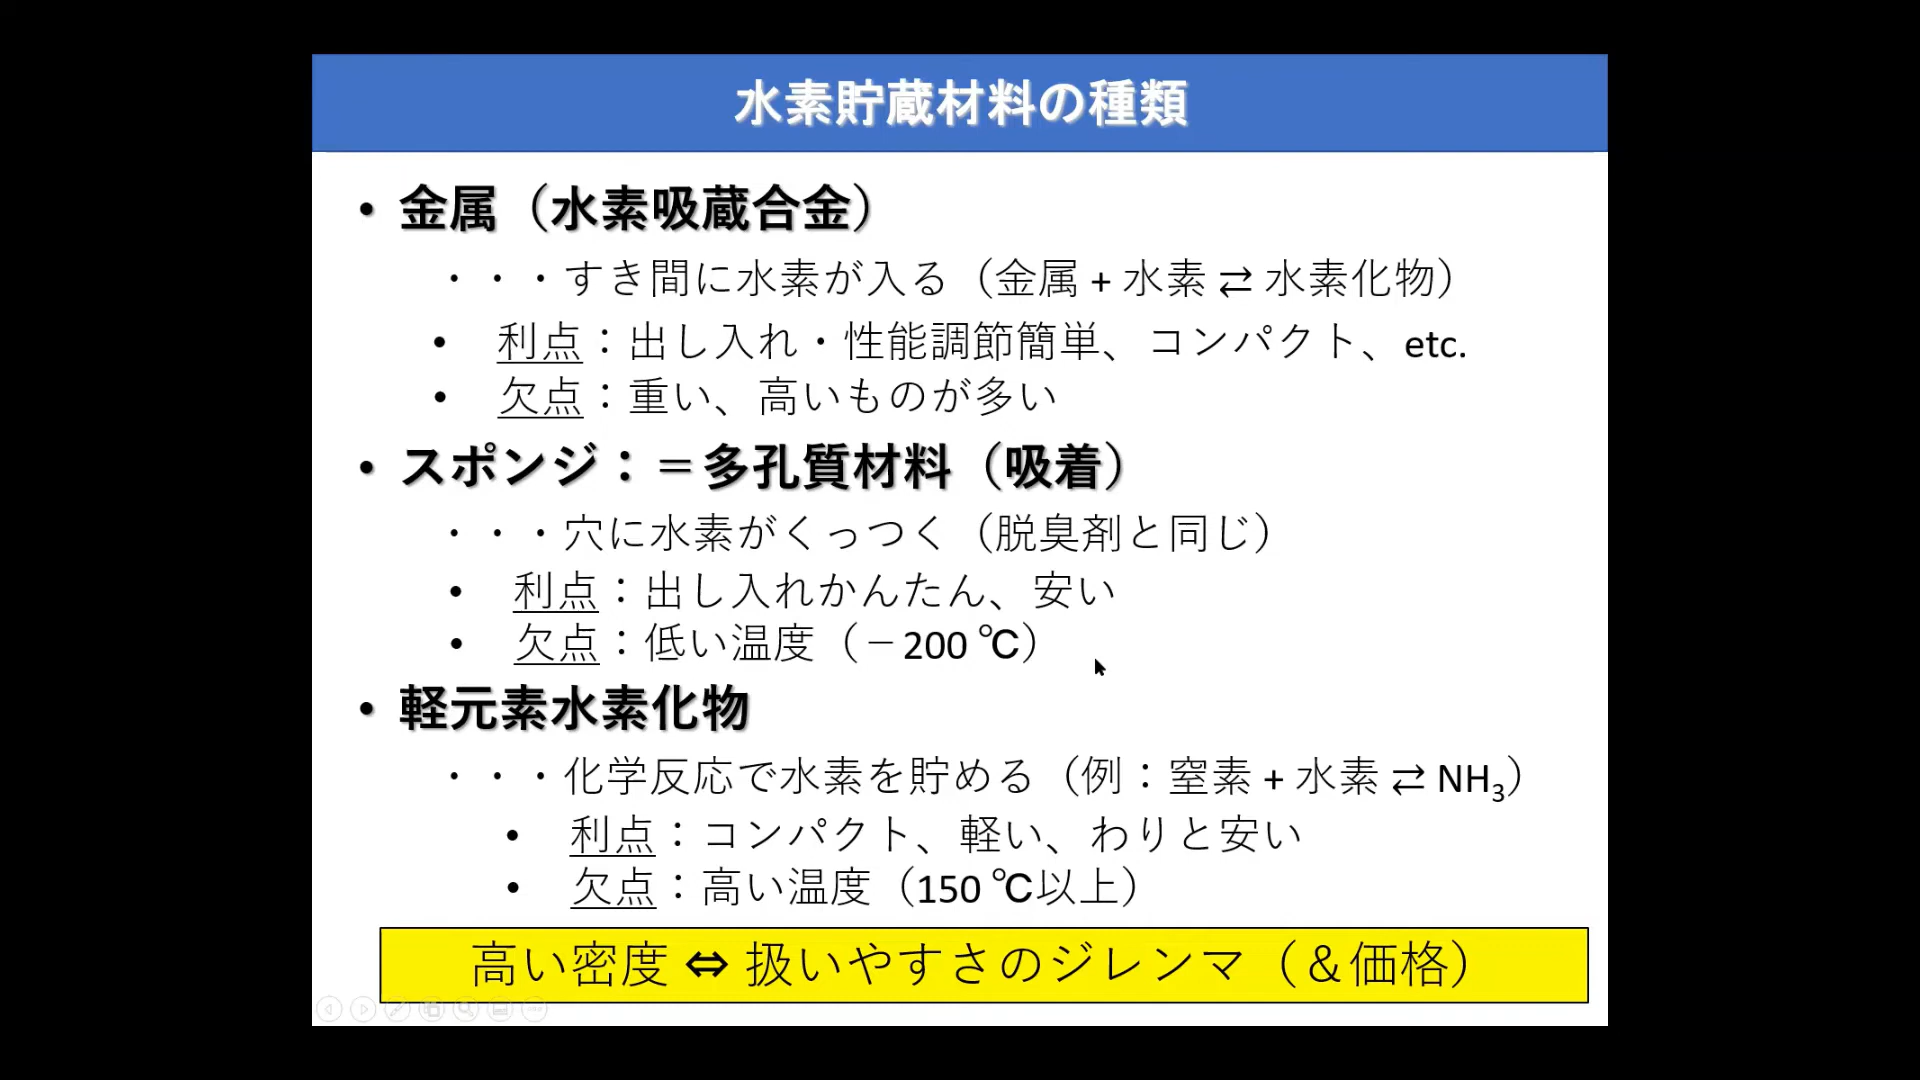 水素貯蔵材料の種類
• 金属（水素吸蔵合金）
・・・すき間に水素が入る（金属 + 水素 ⇄ 水素化物）
• 利点：出し入れ・性能調節簡単、コンパクト、etc.
• 欠点：重い、高いものが多い
• スポンジ：＝多孔質材料（吸着）
・・・穴に水素がくっつく（脱臭剤と同じ）
• 利点：出し入れかんたん、安い
• 欠点：低い温度（－200 ℃）
• 軽元素水素化物
・・・化学反応で水素を貯める（例：窒素 + 水素 ⇄ NH₃）
• 利点：コンパクト、軽い、わりと安い
• 欠点：高い温度（150 ℃以上）
高い密度 ⇔ 扱いやすさのジレンマ（＆価格）